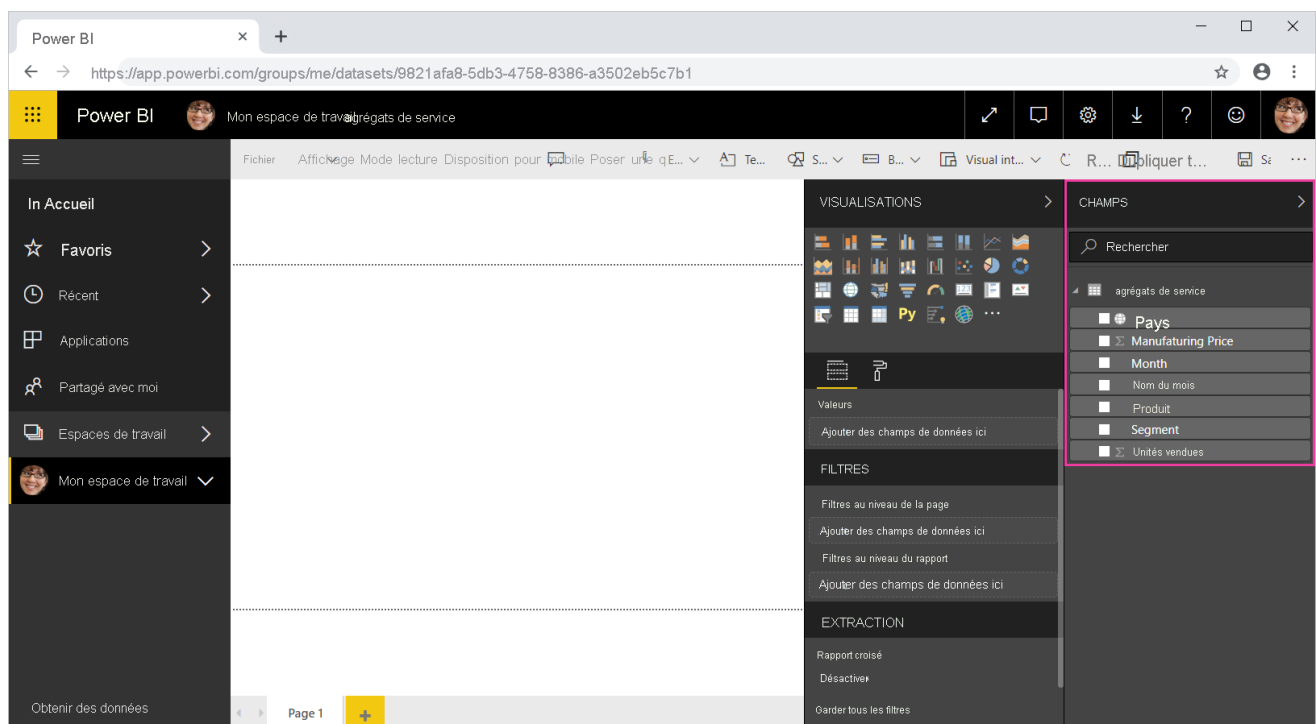 Power BI
https://app.powerbi.com/groups/me/datasets/9821afa8-5db3-4758-8386-a3502eb5c7b1
Power BI
Mon espace de travail
agrégats de service
?
Fichier Affichage Mode lecture Disposition pour mobile Poser une q E... Te... S... B... Visual int... R... Dupliquer t... Sa ...
In Accueil
Favoris
Récent
Applications
Partagé avec moi
Espaces de travail
Mon espace de travail
Obtenir des données
Page 1
+
VISUALISATIONS
123
Py
Valeurs
Ajouter des champs de données ici
FILTRES
Filtres au niveau de la page
Ajouter des champs de données ici
Filtres au niveau du rapport
Ajouter des champs de données ici
EXTRACTION
Rapport croisé
Désactiver
Garder tous les filtres
CHAMPS
Rechercher
agrégats de service
Pays
Σ Manufaturing Price
Month
Nom du mois
Produit
Segment
Σ Unités vendues